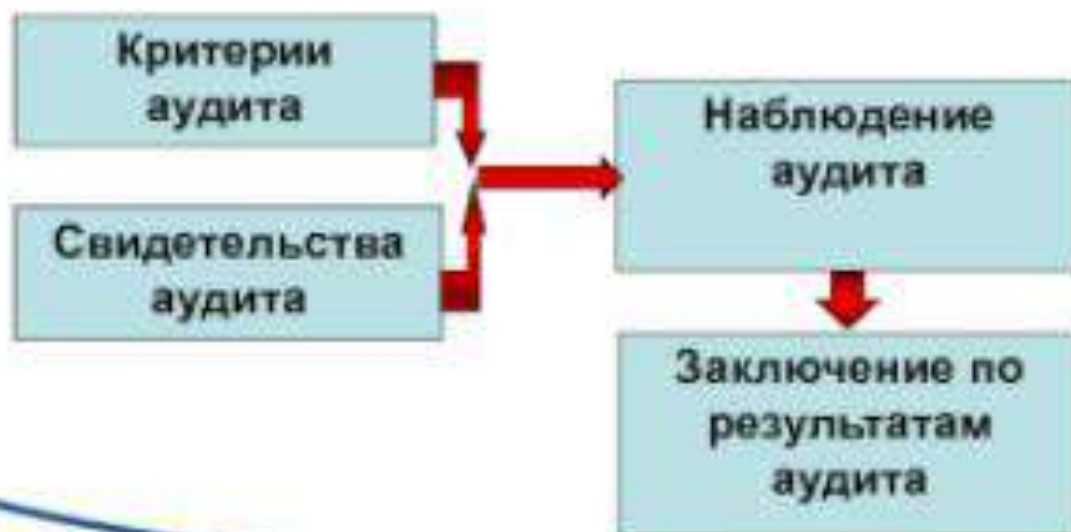 Критерии
аудита
Свидетельства
аудита
Наблюдение
аудита
Заключение по
результатам
аудита